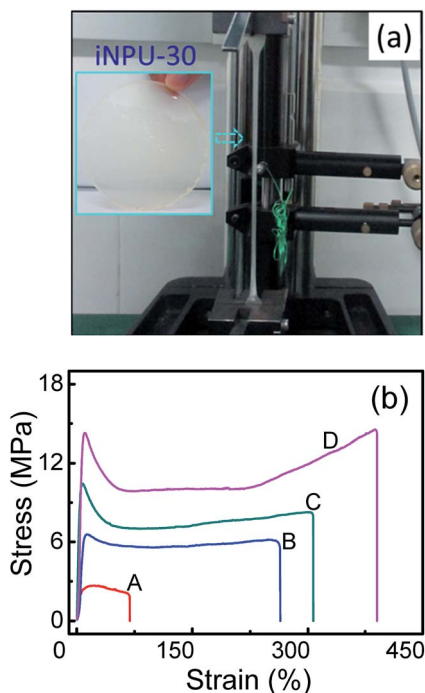 (a)
iNPU-30
(b)
Stress (MPa)
18
12
6
0
A
B
C
D
0 150 300 450
Strain (%)